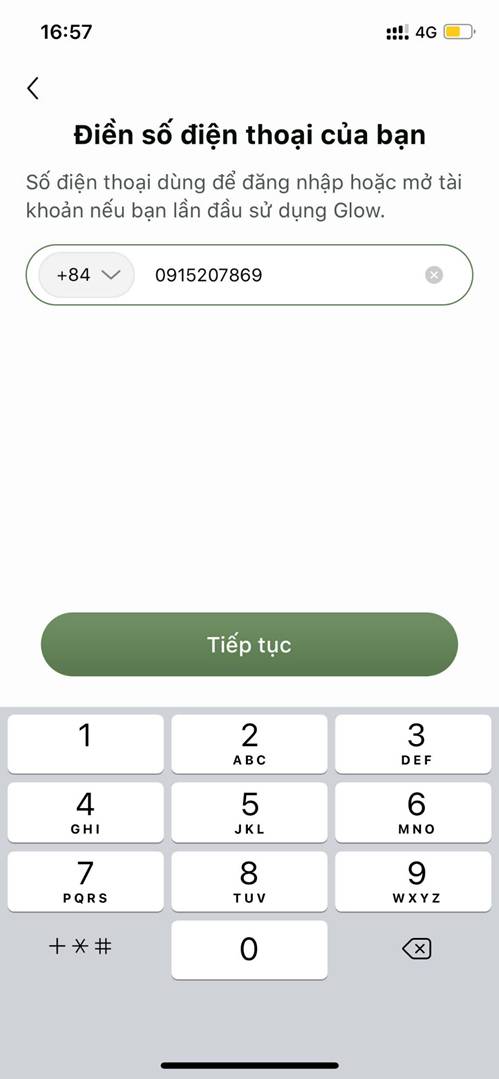 16:57 4G
Điền số điện thoại của bạn
Số điện thoại dùng để đăng nhập hoặc mở tài
khoản nếu bạn lần đầu sử dụng Glow.
+84 0915207869
Tiếp tục
1 2 3
ABC DEF
4 5 6
GHI JKL MNO
7 8 9
PQRS TUV WXYZ
+*# 0